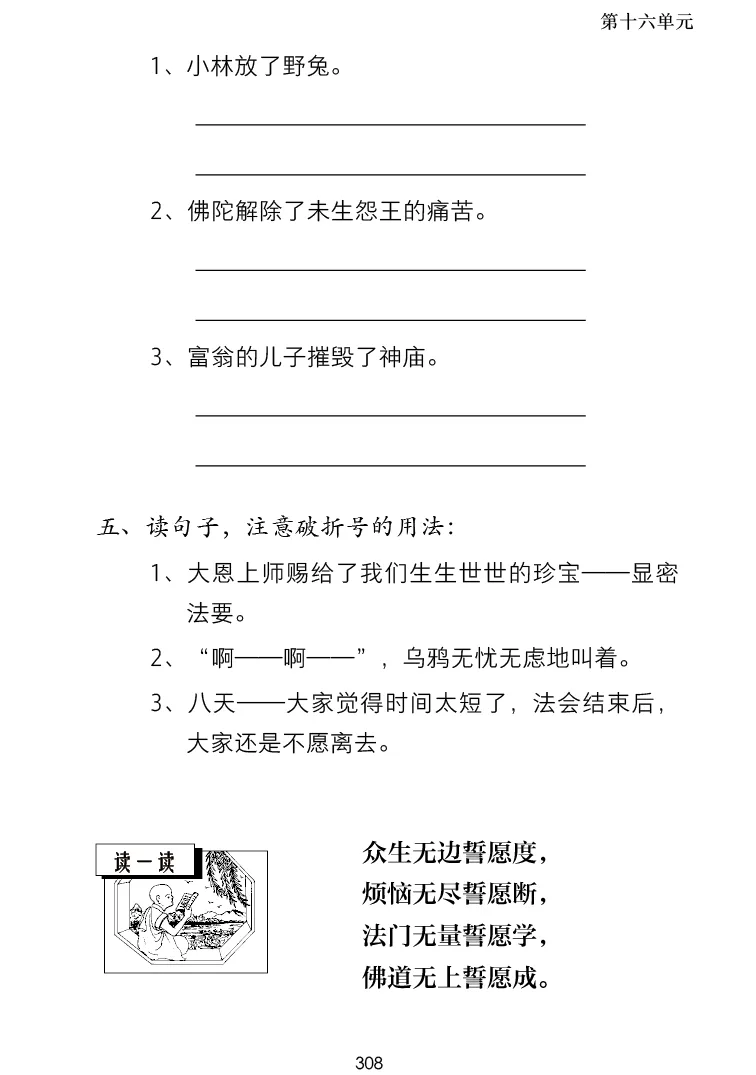 第十六单元
1、小林放了野兔。
2、佛陀解除了未生怨王的痛苦。
3、富翁的儿子摧毁了神庙。
五、读句子，注意破折号的用法：
1、大恩上师赐给了我们生生世世的珍宝——显密
法要。
2、“啊——啊——”，乌鸦无忧无虑地叫着。
3、八天——大家觉得时间太短了，法会结束后，
大家还是不愿离去。
读一读
众生无边誓愿度，
烦恼无尽誓愿断，
法门无量誓愿学，
佛道无上誓愿成。
308